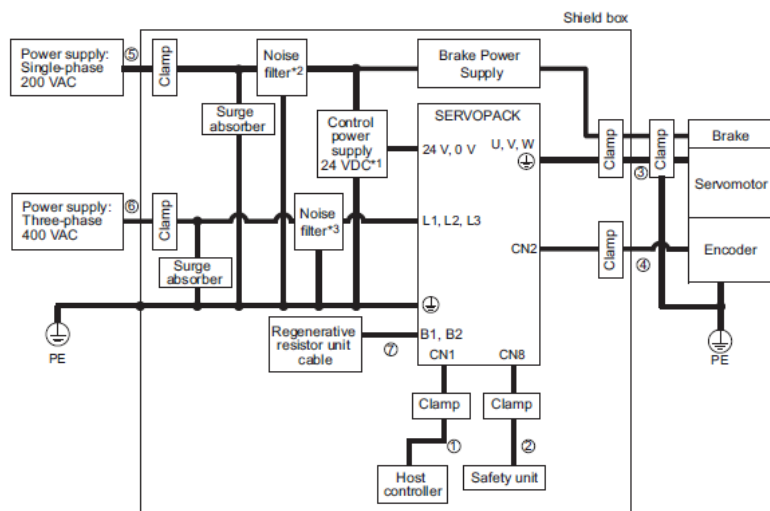 Shield box
Power supply:
Single-phase
200 VAC
⑤
Clamp
Noise
filter*2
Brake Power
Supply
Surge
absorber
Control
power
supply
24 VDC*1
SERVOPACK
24 V, 0 V
U, V, W
Clamp
Clamp
③
Brake
Servomotor
Power supply:
Three-phase
400 VAC
⑥
Clamp
Noise
filter*3
L1, L2, L3
Surge
absorber
CN2
Clamp
④
Encoder
PE
Regenerative
resistor unit
cable
⑦
B1, B2
CN1
CN8
PE
Clamp
Clamp
①
②
Host
controller
Safety unit